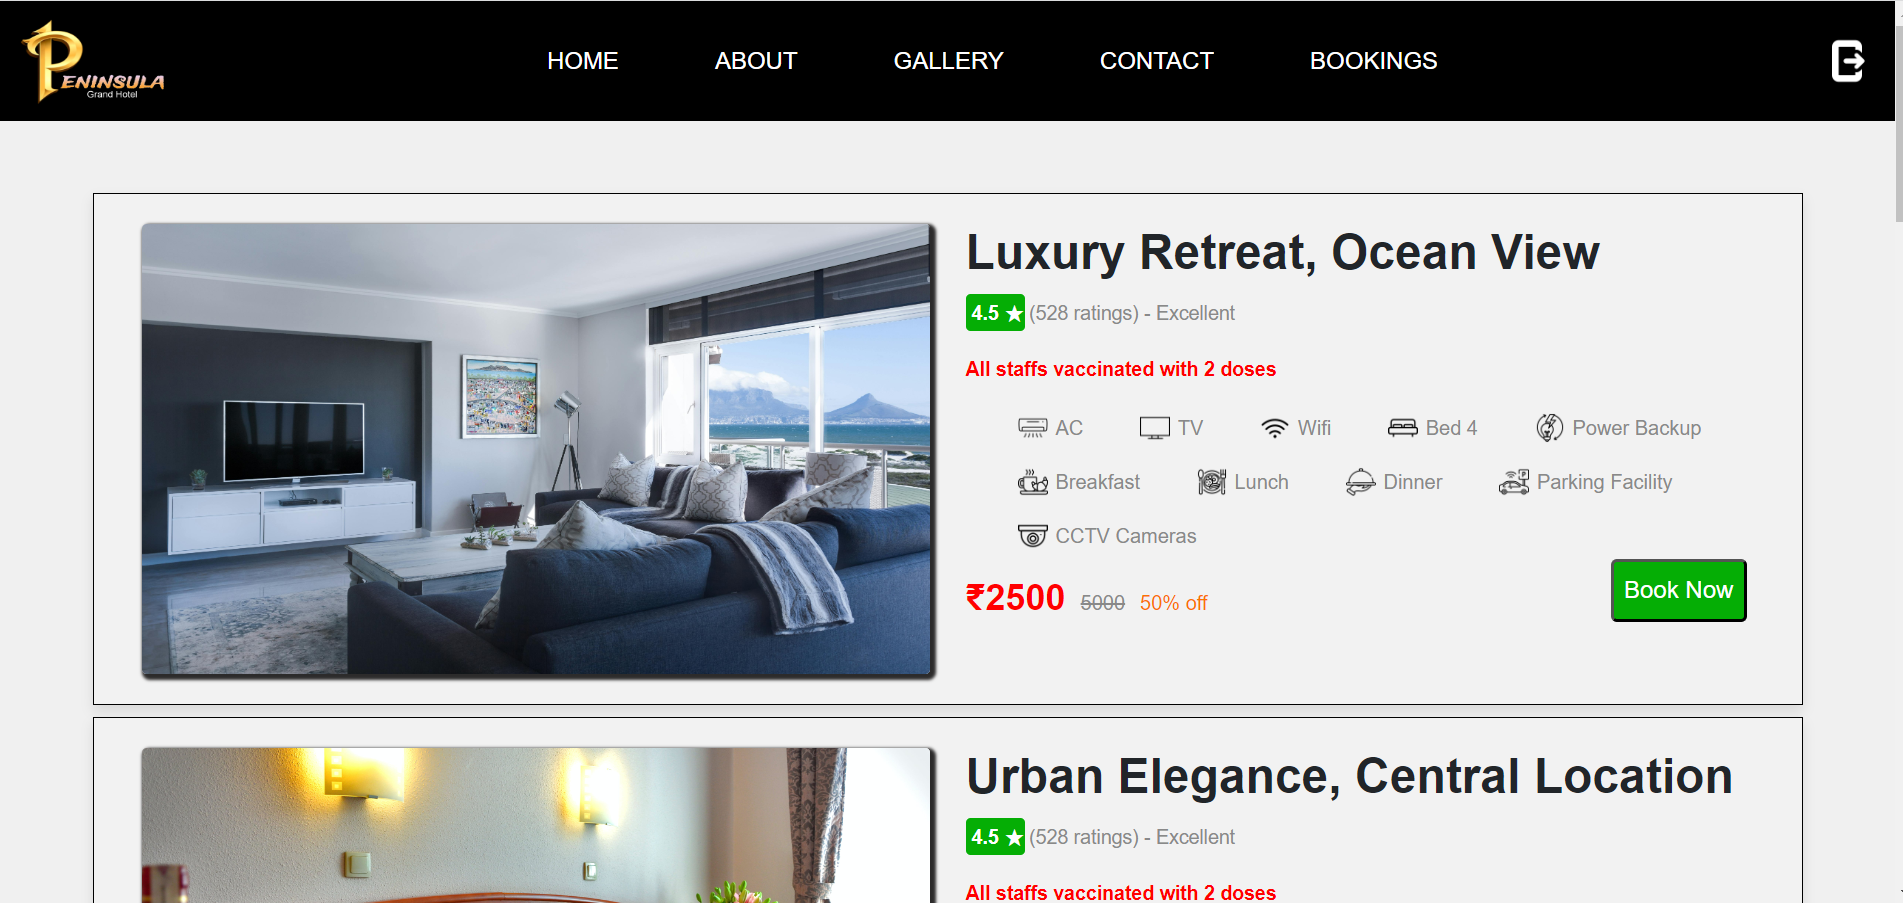 PENINSULA
Grand Hotel
HOME ABOUT GALLERY CONTACT BOOKINGS
Luxury Retreat, Ocean View
4.5 ★ (528 ratings) - Excellent
All staffs vaccinated with 2 doses
AC TV Wifi Bed 4 Power Backup
Breakfast Lunch Dinner Parking Facility
CCTV Cameras
₹2500 5000 50% off
Book Now
Urban Elegance, Central Location
4.5 ★ (528 ratings) - Excellent
All staffs vaccinated with 2 doses